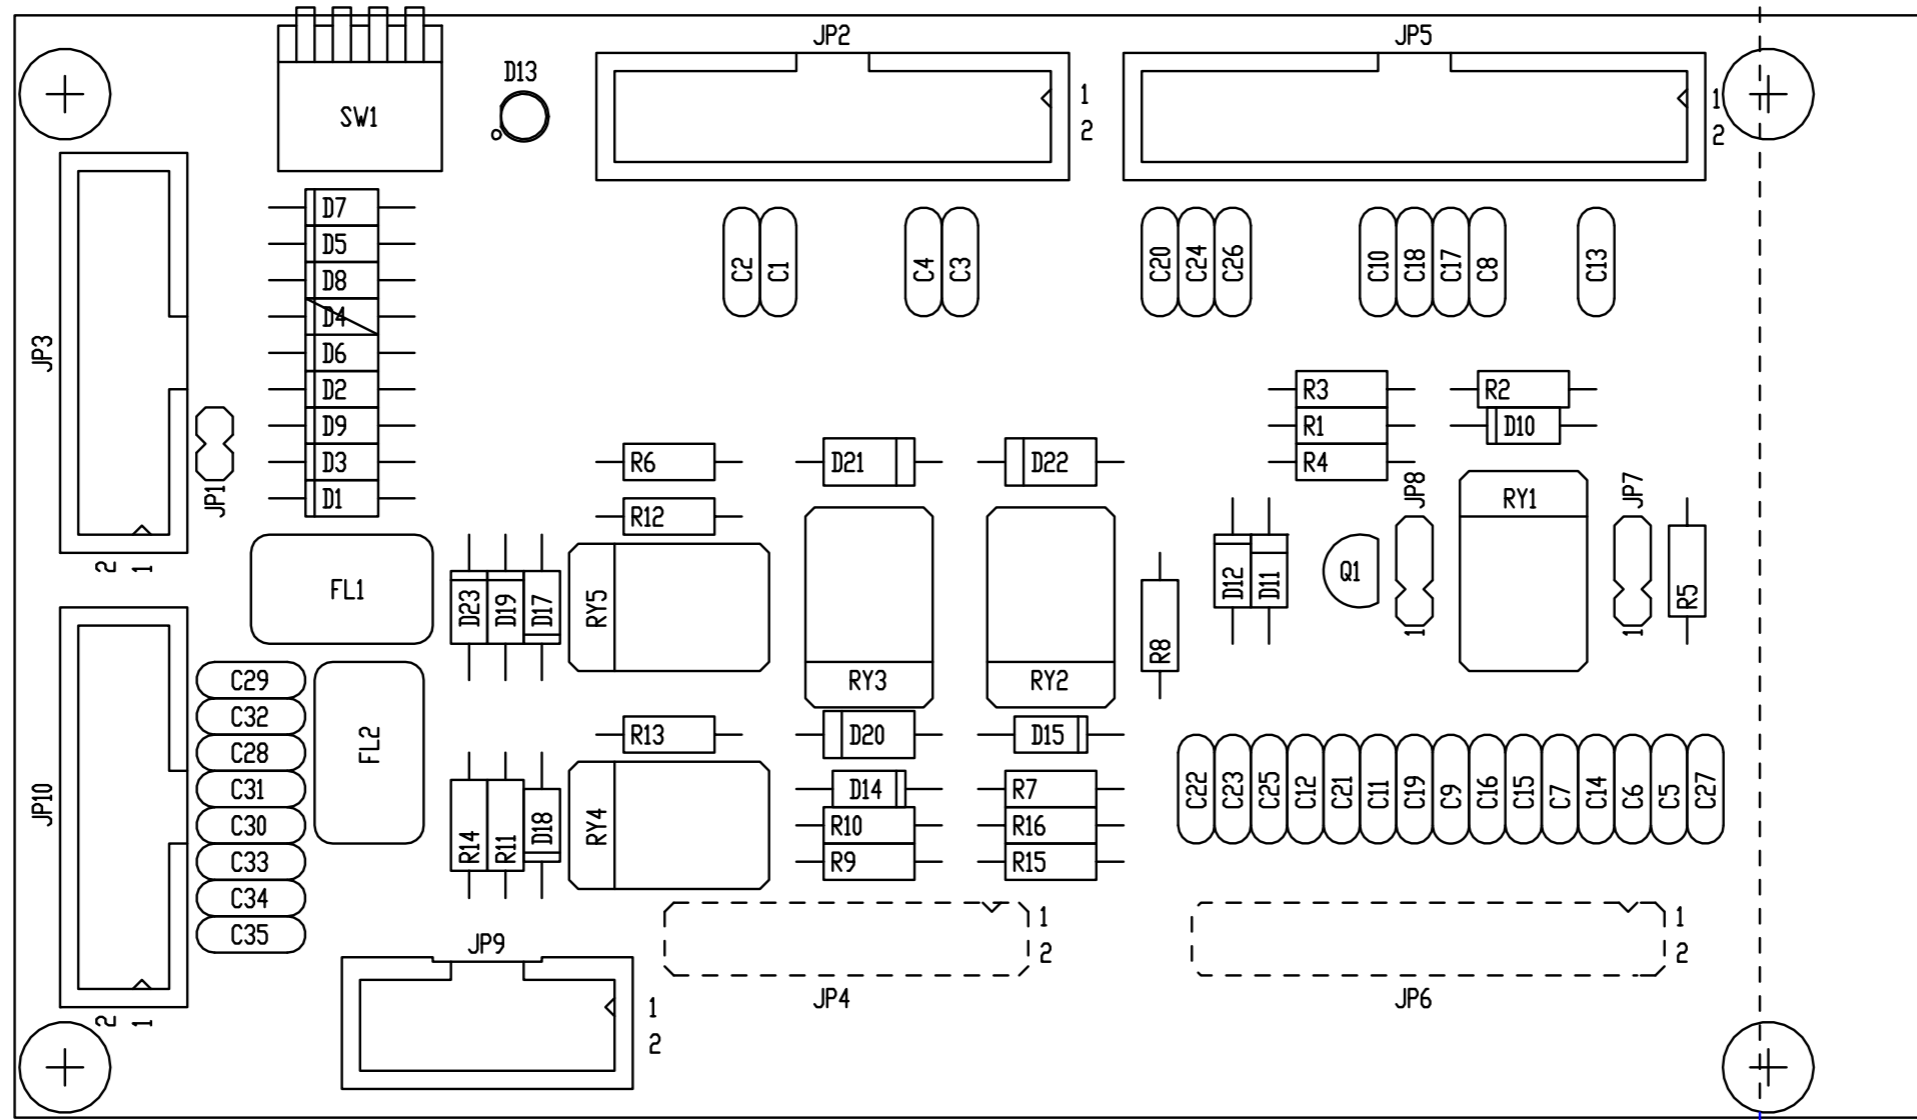 JP2
JP5
D13
SW1
1
2
1
2
D7
D5
D8
D4
D6
D2
D9
D3
D1
C2
C1
C4
C3
C20
C24
C26
C10
C18
C17
C8
C13
JP3
JP1
2
1
R3
R1
R4
R2
D10
R6
D21
D22
R12
JP8
RY1
JP7
FL1
D23
D19
D17
RY5
RY3
RY2
R8
D12
D11
Q1
1
1
R5
C29
C32
C28
C31
C30
C33
C34
C35
FL2
JP10
2
1
R13
D20
D15
R14
R11
D18
RY4
D14
R10
R9
R7
R16
R15
C22
C23
C25
C12
C21
C11
C19
C9
C16
C15
C7
C14
C6
C5
C27
JP9
1
2
1
2
JP4
1
2
JP6